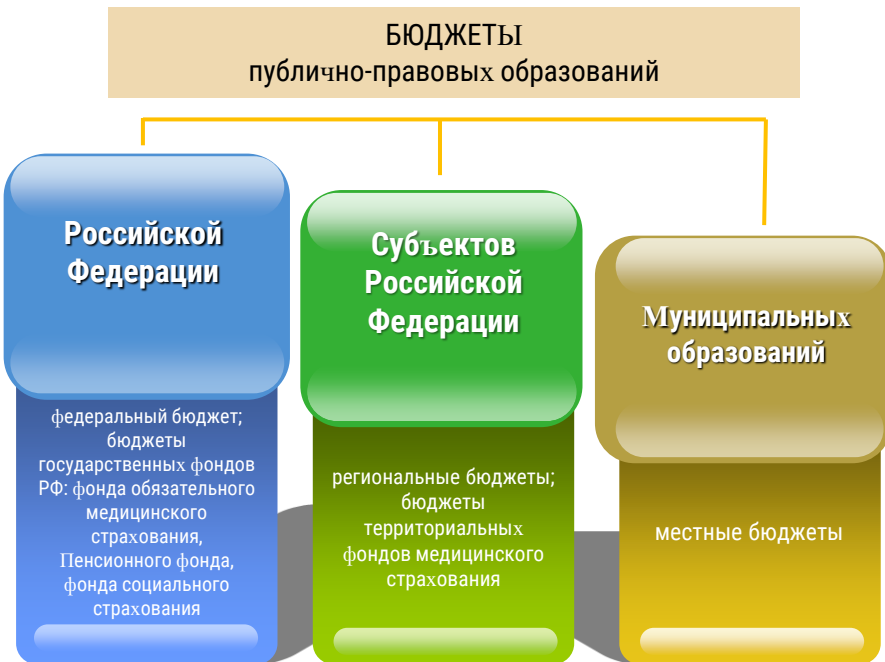 БЮДЖЕТЫ
публично-правовых образований
Российской
Федерации
федеральный бюджет;
бюджеты
государственных фондов
РФ: фонда обязательного
медицинского
страхования,
Пенсионного фонда,
фонда социального
страхования
Субъектов
Российской
Федерации
региональные бюджеты;
бюджеты
территориальных
фондов медицинского
страхования
Муниципальных
образований
местные бюджеты